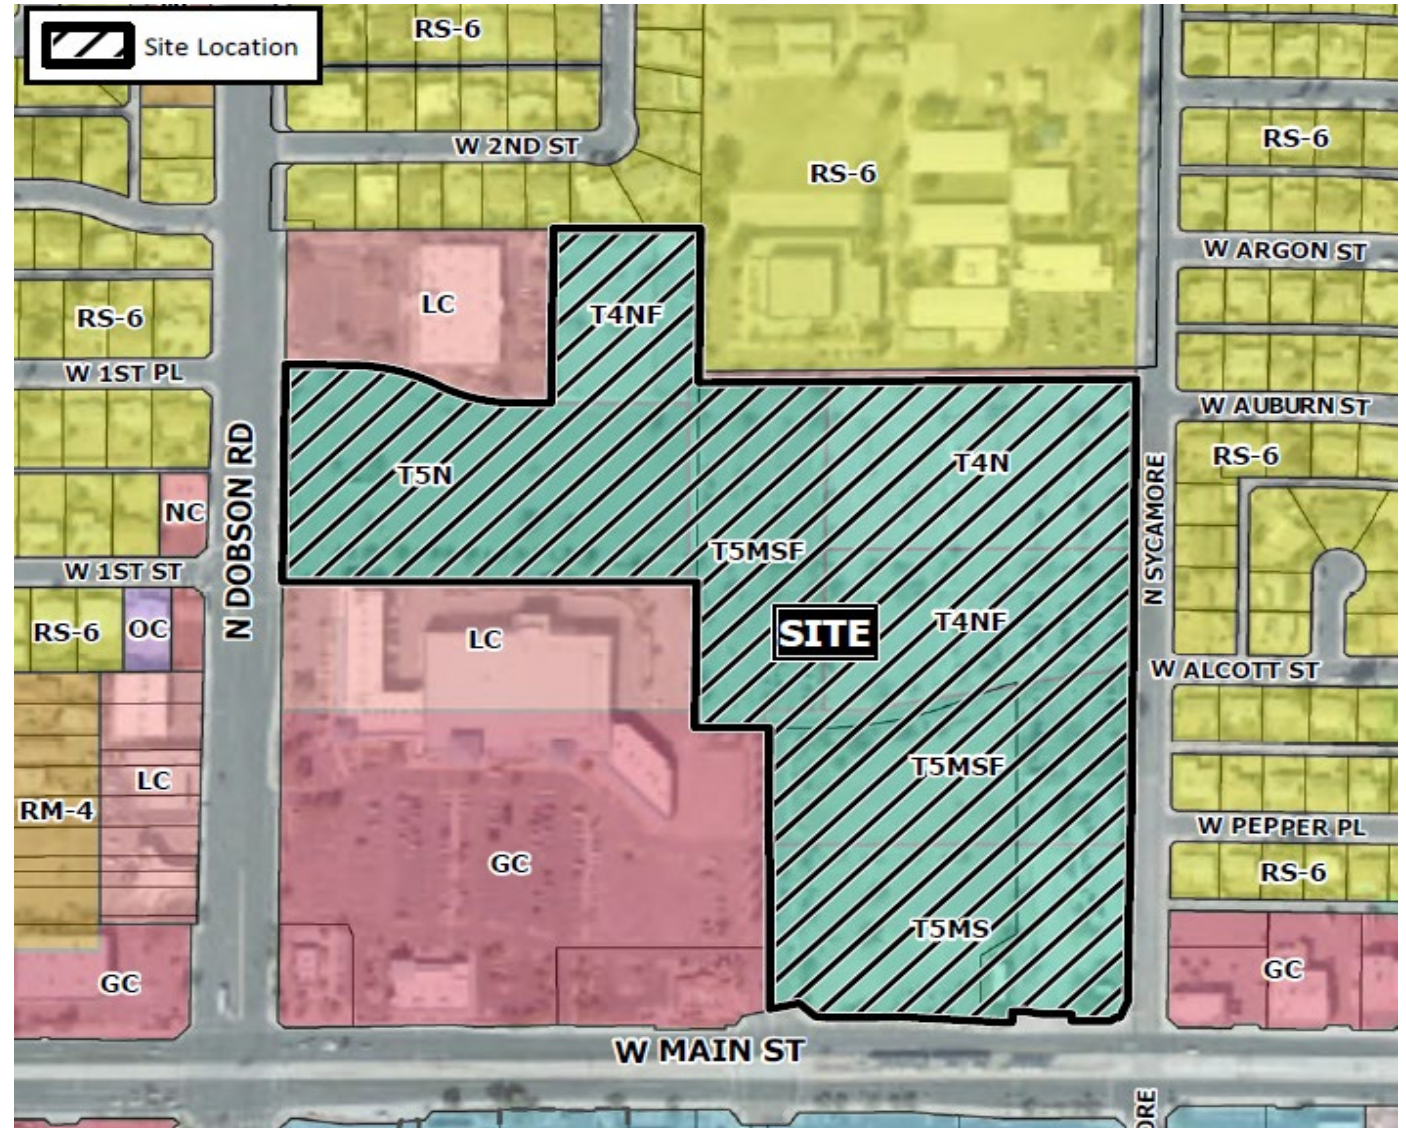 Site Location
RS-6
W 2ND ST
RS-6
RS-6
W ARGON ST
LC
T4NF
RS-6
W 1ST PL
W AUBURN ST
N DOBSON RD
T5N
T4N
RS-6
N SYCAMORE
NC
T5MSF
W 1ST ST
RS-6
OC
LC
SITE
T4NF
W ALCOTT ST
LC
T5MSF
RM-4
W PEPPER PL
GC
RS-6
T5MS
GC
GC
W MAIN ST
ORE